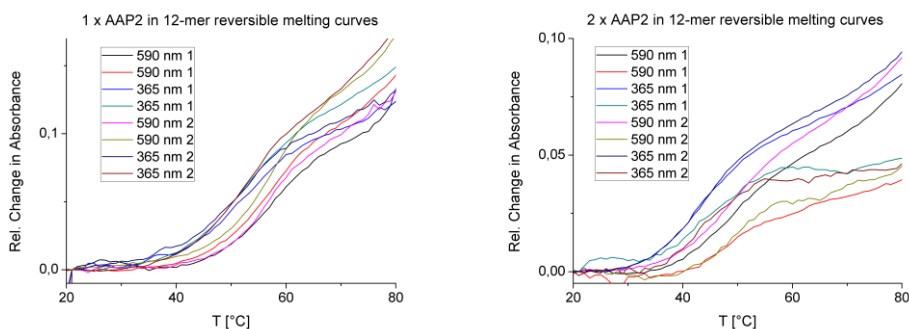 1 x AAP2 in 12-mer reversible melting curves
590 nm 1
590 nm 1
365 nm 1
365 nm 1
590 nm 2
590 nm 2
365 nm 2
365 nm 2
Rel. Change in Absorbance
0,1
0,0
20
40
60
80
T [°C]
2 x AAP2 in 12-mer reversible melting curves
590 nm 1
590 nm 1
365 nm 1
365 nm 1
590 nm 2
590 nm 2
365 nm 2
365 nm 2
Rel. Change in Absorbance
0,10
0,05
0,00
20
40
60
80
T [°C]